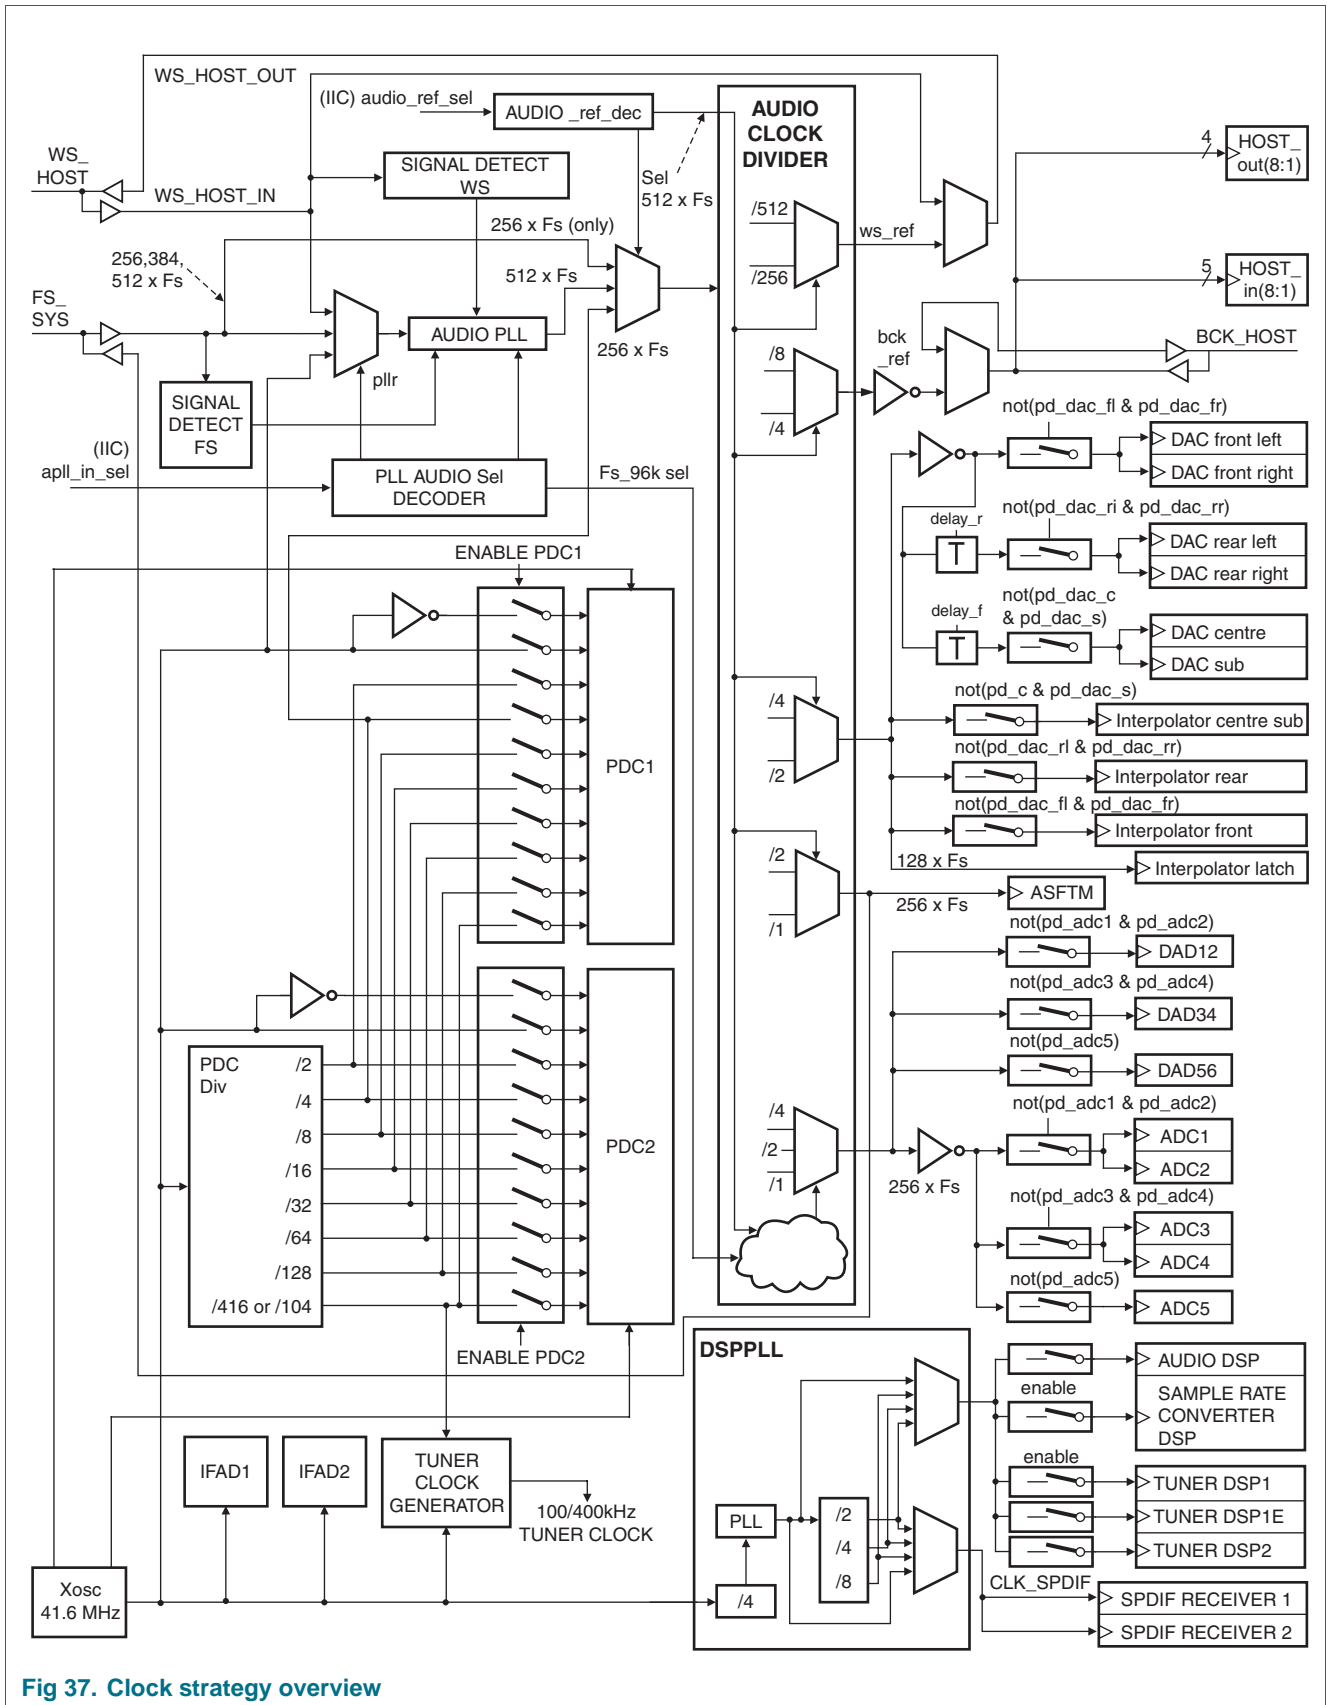 WS_HOST_OUT
(IIC) audio_ref_sel
AUDIO _ref_dec
AUDIO
CLOCK
DIVIDER
WS_
HOST
WS_HOST_IN
SIGNAL DETECT
WS
Sel
512 x Fs
4
HOST_
out(8:1)
256 x Fs (only)
/512
/256
ws_ref
256,384,
512 x Fs
512 x Fs
5
HOST_
in(8:1)
FS_
SYS
AUDIO PLL
256 x Fs
pllr
/8
/4
bck
_ref
BCK_HOST
SIGNAL
DETECT
FS
(IIC)
apll_in_sel
PLL AUDIO Sel
DECODER
Fs_96k sel
not(pd_dac_fl & pd_dac_fr)
DAC front left
DAC front right
delay_r
T
not(pd_dac_ri & pd_dac_rr)
DAC rear left
DAC rear right
ENABLE PDC1
delay_f
T
not(pd_dac_c
& pd_dac_s)
DAC centre
DAC sub
PDC1
/4
/2
not(pd_c & pd_dac_s)
Interpolator centre sub
not(pd_dac_rl & pd_dac_rr)
Interpolator rear
not(pd_dac_fl & pd_dac_fr)
Interpolator front
128 x Fs
Interpolator latch
/2
/1
256 x Fs
ASFTM
not(pd_adc1 & pd_adc2)
DAD12
not(pd_adc3 & pd_adc4)
DAD34
not(pd_adc5)
DAD56
PDC
Div
/2
/4
/8
/16
/32
/64
/128
/416 or /104
PDC2
/4
/2
/1
256 x Fs
not(pd_adc1 & pd_adc2)
ADC1
ADC2
not(pd_adc3 & pd_adc4)
ADC3
ADC4
not(pd_adc5)
ADC5
ENABLE PDC2
DSPPLL
AUDIO DSP
enable
SAMPLE RATE
CONVERTER
DSP
IFAD1
IFAD2
TUNER
CLOCK
GENERATOR
100/400kHz
TUNER CLOCK
PLL
/2
/4
/8
/4
enable
TUNER DSP1
TUNER DSP1E
TUNER DSP2
CLK_SPDIF
SPDIF RECEIVER 1
SPDIF RECEIVER 2
Xosc
41.6 MHz
Fig 37. Clock strategy overview